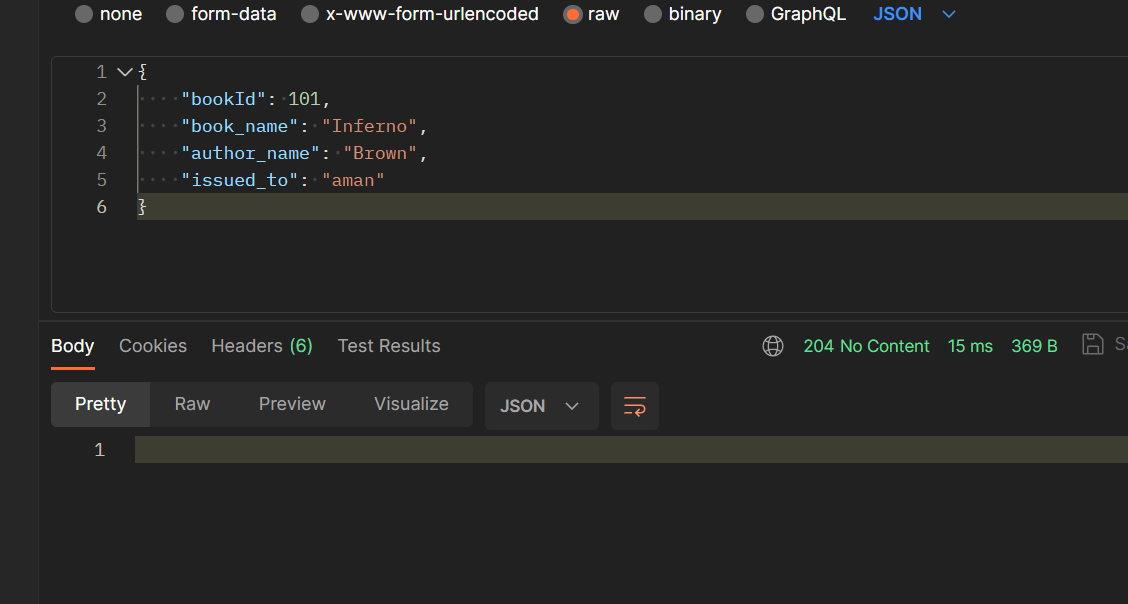 none form-data x-www-form-urlencoded raw binary GraphQL JSON
1 {
2 "bookId": 101,
3 "book_name": "Inferno",
4 "author_name": "Brown",
5 "issued_to": "aman"
6 }
Body Cookies Headers (6) Test Results 204 No Content 15 ms 369 B
Pretty Raw Preview Visualize JSON
1